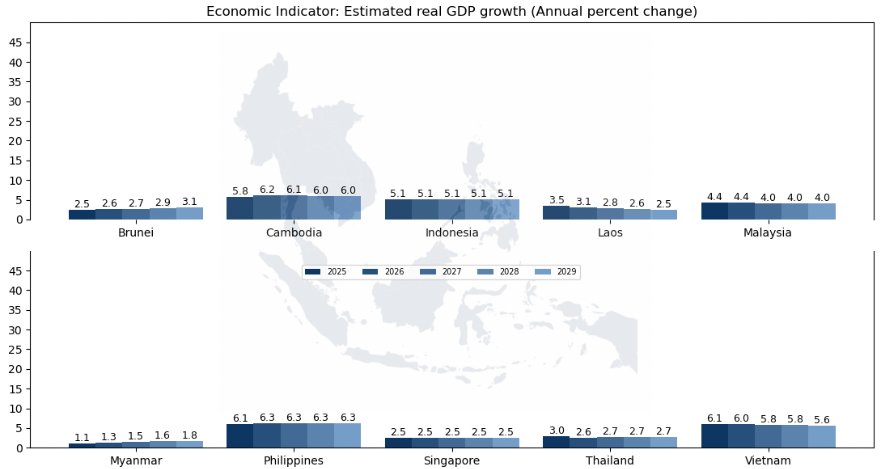 Economic Indicator: Estimated real GDP growth (Annual percent change)
45
40
35
30
25
20
15
10
5
0
2.5 2.6 2.7 2.9 3.1
5.8 6.2 6.1 6.0 6.0
5.1 5.1 5.1 5.1 5.1
3.5 3.1 2.8 2.6 2.5
4.4 4.4 4.0 4.0 4.0
Brunei Cambodia Indonesia Laos Malaysia
2025 2026 2027 2028 2029
45
40
35
30
25
20
15
10
5
0
1.1 1.3 1.5 1.6 1.8
6.1 6.3 6.3 6.3 6.3
2.5 2.5 2.5 2.5 2.5
3.0 2.6 2.7 2.7 2.7
6.1 6.0 5.8 5.8 5.6
Myanmar Philippines Singapore Thailand Vietnam